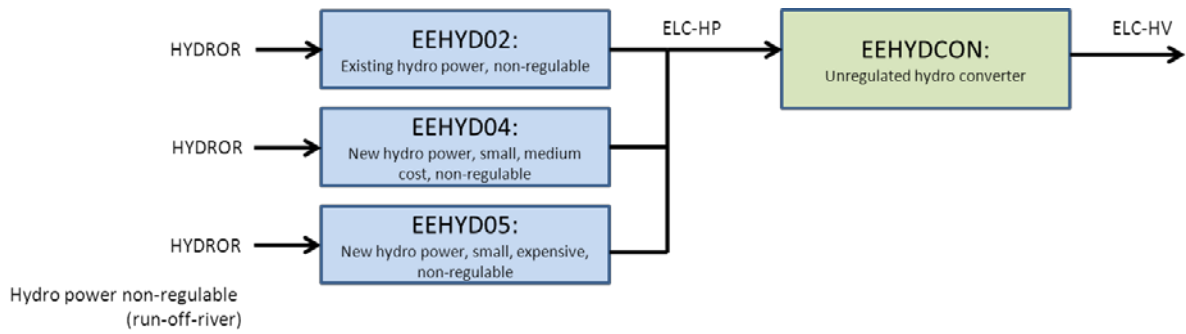 HYDROR
EEHYD02:
Existing hydro power, non-regulable
ELC-HP
EEHYDCON:
Unregulated hydro converter
ELC-HV
HYDROR
EEHYD04:
New hydro power, small, medium
cost, non-regulable
HYDROR
EEHYD05:
New hydro power, small, expensive,
non-regulable
Hydro power non-regulable
(run-off-river)